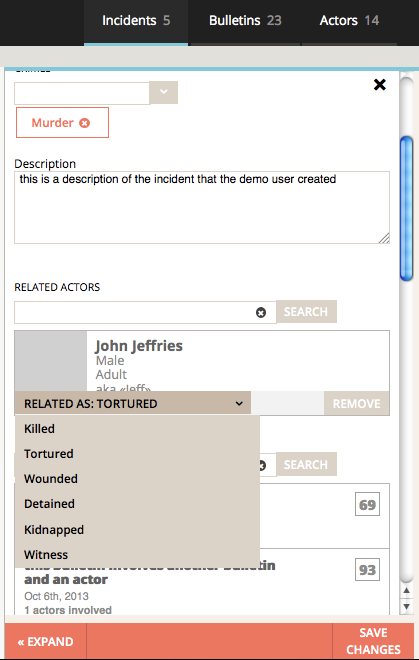 Incidents 5 Bulletins 23 Actors 14
Murder
Description
this is a description of the incident that the demo user created
RELATED ACTORS
SEARCH
John Jeffries
Male
Adult
aka «Jeff»
RELATED AS: TORTURED REMOVE
Killed
Tortured
SEARCH
Wounded
Detained
69
Kidnapped
Witness
this bulletin involves another bulletin
and an actor
93
Oct 6th, 2013
1 actors involved
« EXPAND
SAVE
CHANGES